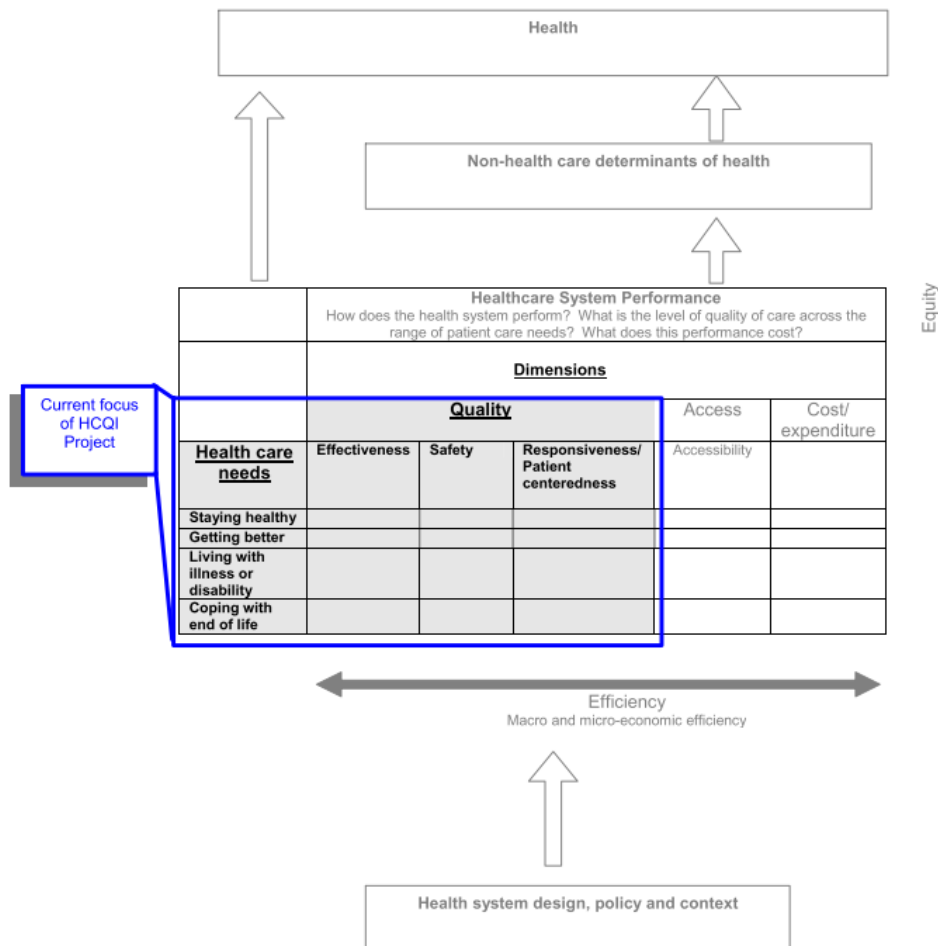 Health
Non-health care determinants of health
Equity
Healthcare System Performance
How does the health system perform? What is the level of quality of care across the
range of patient care needs? What does this performance cost?
Dimensions
Current focus
of HCQI
Project
Quality
Access
Cost/
expenditure
Health care
needs
Effectiveness
Safety
Responsiveness/
Patient
centeredness
Accessibility
Staying healthy
Getting better
Living with
illness or
disability
Coping with
end of life
Efficiency
Macro and micro-economic efficiency
Health system design, policy and context